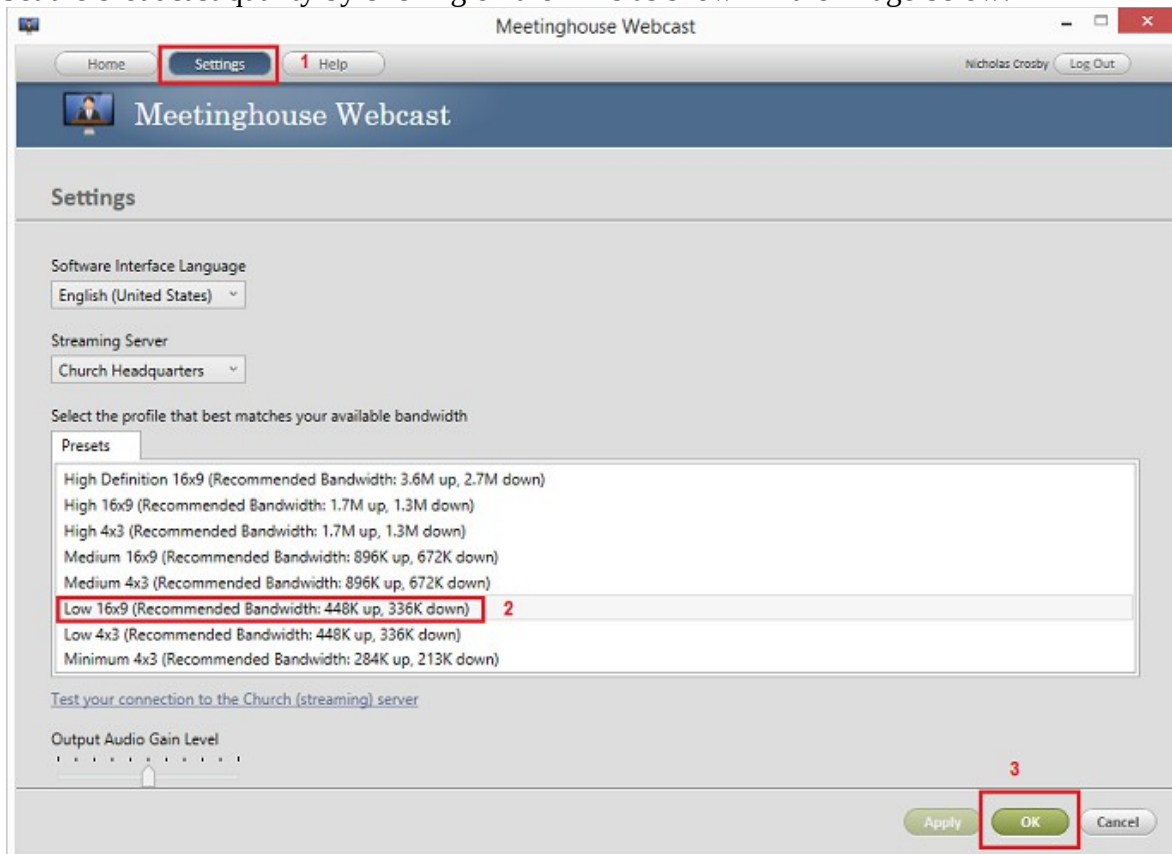 Meetinghouse Webcast
Home Settings 1 Help Nicholas Crosby Log Out
Meetinghouse Webcast
Settings
Software Interface Language
English (United States)
Streaming Server
Church Headquarters
Select the profile that best matches your available bandwidth
Presets
High Definition 16x9 (Recommended Bandwidth: 3.6M up, 2.7M down)
High 16x9 (Recommended Bandwidth: 1.7M up, 1.3M down)
High 4x3 (Recommended Bandwidth: 1.7M up, 1.3M down)
Medium 16x9 (Recommended Bandwidth: 896K up, 672K down)
Medium 4x3 (Recommended Bandwidth: 896K up, 672K down)
Low 16x9 (Recommended Bandwidth: 448K up, 336K down) 2
Low 4x3 (Recommended Bandwidth: 448K up, 336K down)
Minimum 4x3 (Recommended Bandwidth: 284K up, 213K down)
Test your connection to the Church (streaming) server
Output Audio Gain Level
3
Apply OK Cancel